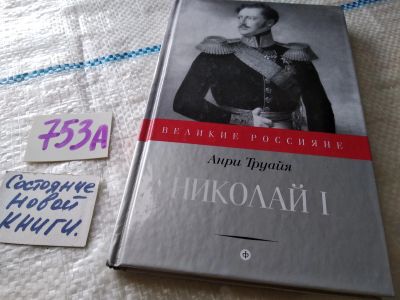 ВЕЛИКИЕ РОССИЯНЕ
Анри Труайя
НИКОЛАЙ I
Ф
753А
Состояние
новой
книги.